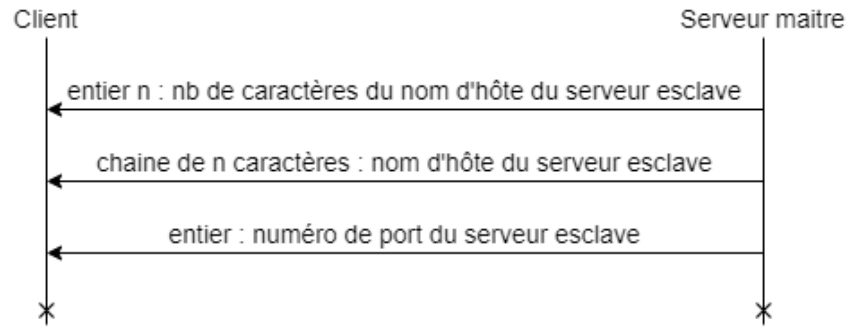 Client
Serveur maitre
entier n : nb de caractères du nom d'hôte du serveur esclave
chaine de n caractères : nom d'hôte du serveur esclave
entier : numéro de port du serveur esclave